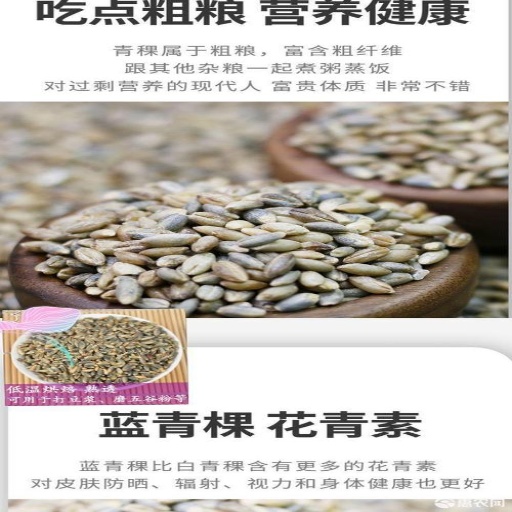 吃点粗粮 营养健康
青稞属于粗粮，富含粗纤维
跟其他杂粮一起煮粥蒸饭
对过剩营养的现代人 富贵体质 非常不错
低温烘焙 熟透
可用于打豆浆、磨五谷粉等
蓝青棵 花青素
蓝青稞比白青稞含有更多的花青素
对皮肤防晒、辐射、视力和身体健康也更好
惠农网